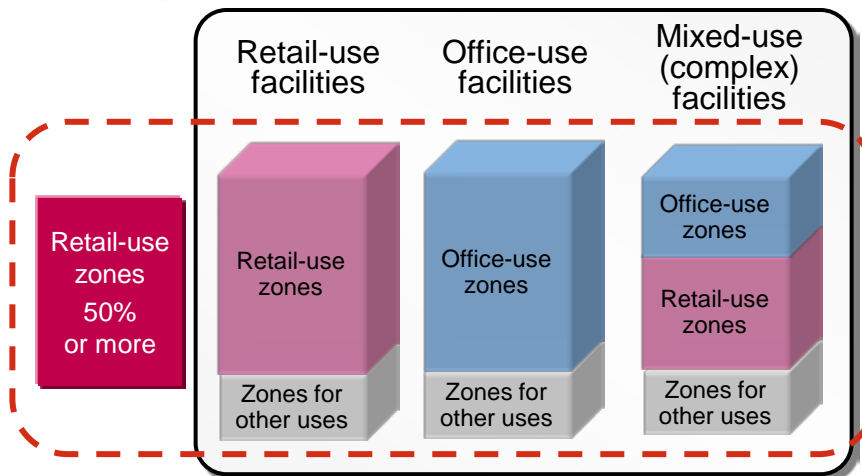 Retail-use
facilities
Office-use
facilities
Mixed-use
(complex)
facilities
Retail-use
zones
50%
or more
Retail-use
zones
Zones for
other uses
Office-use
zones
Zones for
other uses
Office-use
zones
Retail-use
zones
Zones for
other uses